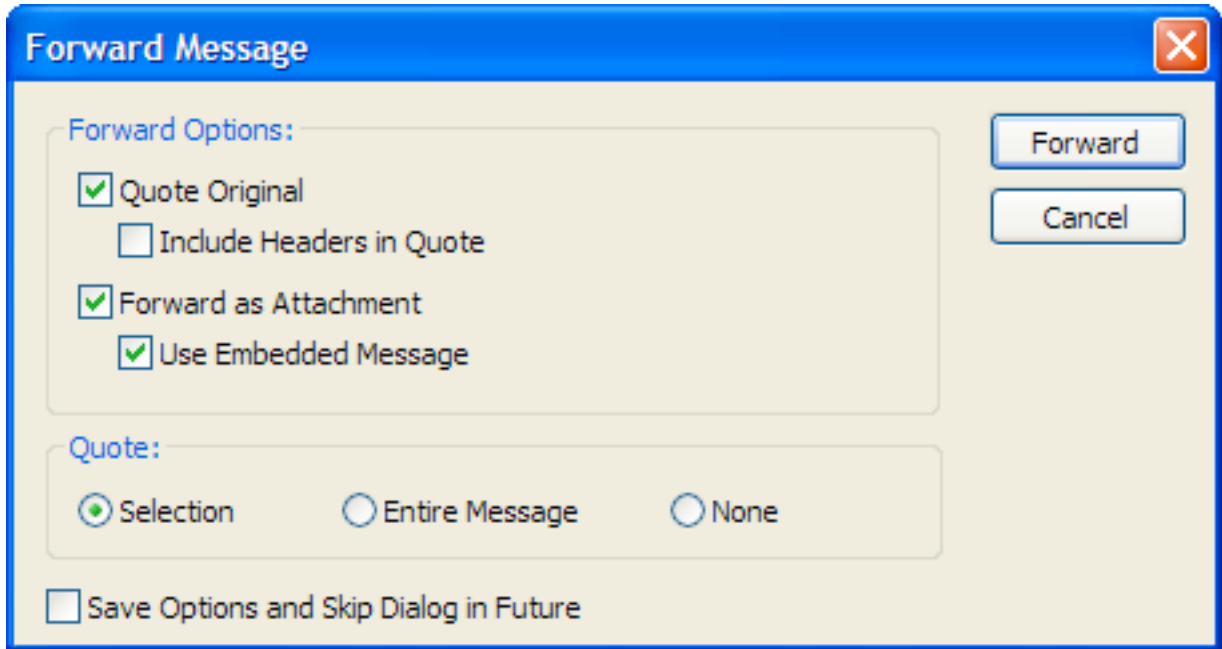 Forward Message
Forward Options:
Forward
Quote Original
Cancel
Include Headers in Quote
Forward as Attachment
Use Embedded Message
Quote:
Selection Entire Message None
Save Options and Skip Dialog in Future